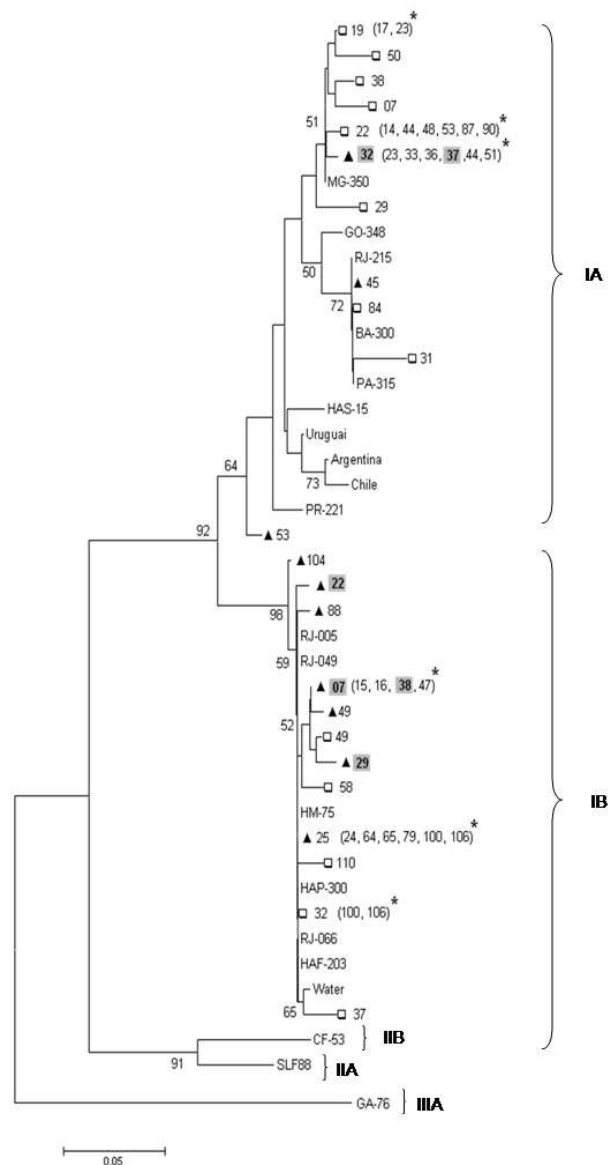 19 (17, 23)*
50
38
07
51
22 (14, 44, 48, 53, 87, 90)*
▲ 32 (23, 33, 36, 37, 44, 51)*
MG-350
29
GO-348
50
RJ-215
IA
▲ 45
72
84
BA-300
31
PA-315
HAS-15
Uruguai
Argentina
73
Chile
64
PR-221
92
▲ 53
▲ 104
▲ 22
98
▲ 88
RJ-005
59
RJ-049
▲ 07 (15, 16, 38, 47)*
▲ 49
52
49
▲ 29
58
IB
HM-75
▲ 25 (24, 64, 65, 79, 100, 106)*
110
HAP-300
32 (100, 106)*
RJ-066
HAF-203
Water
65
37
CF-53
IIB
91
SLF88
IIA
GA-76
IIIA
0.05